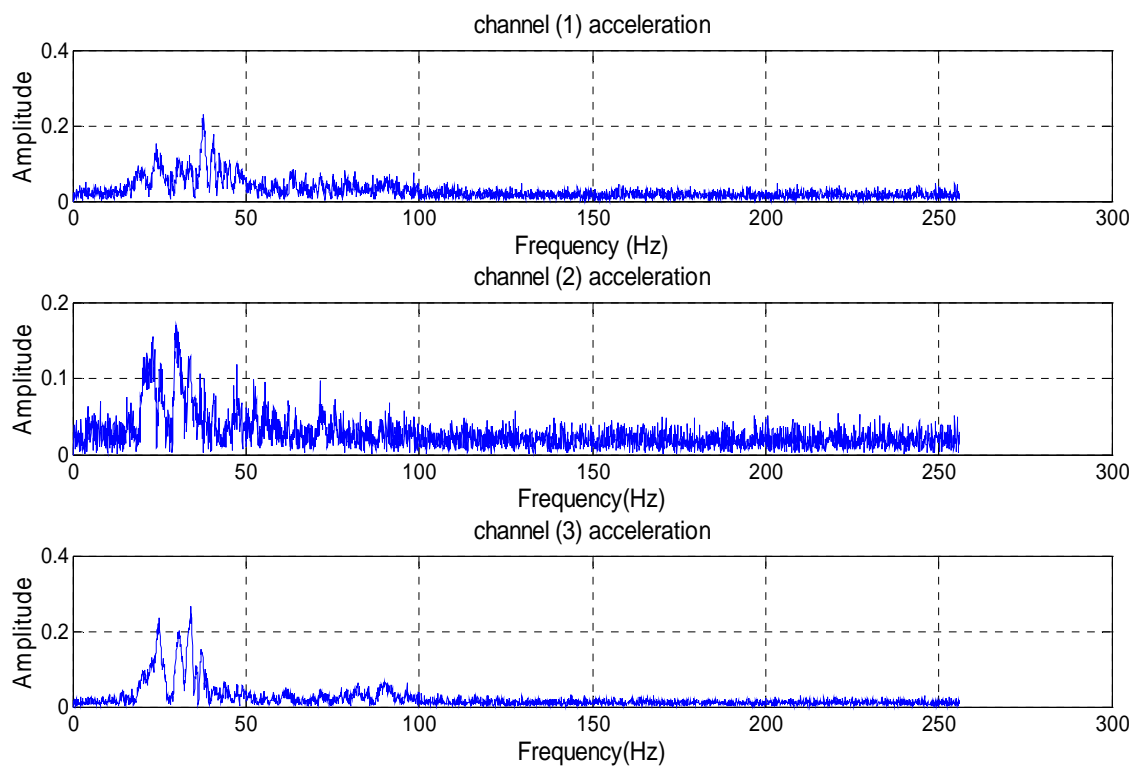 channel (1) acceleration
0.4
0.2
0
Amplitude
0 50 100 150 200 250 300
Frequency (Hz)
channel (2) acceleration
0.2
0.1
0
Amplitude
0 50 100 150 200 250 300
Frequency(Hz)
channel (3) acceleration
0.4
0.2
0
Amplitude
0 50 100 150 200 250 300
Frequency(Hz)